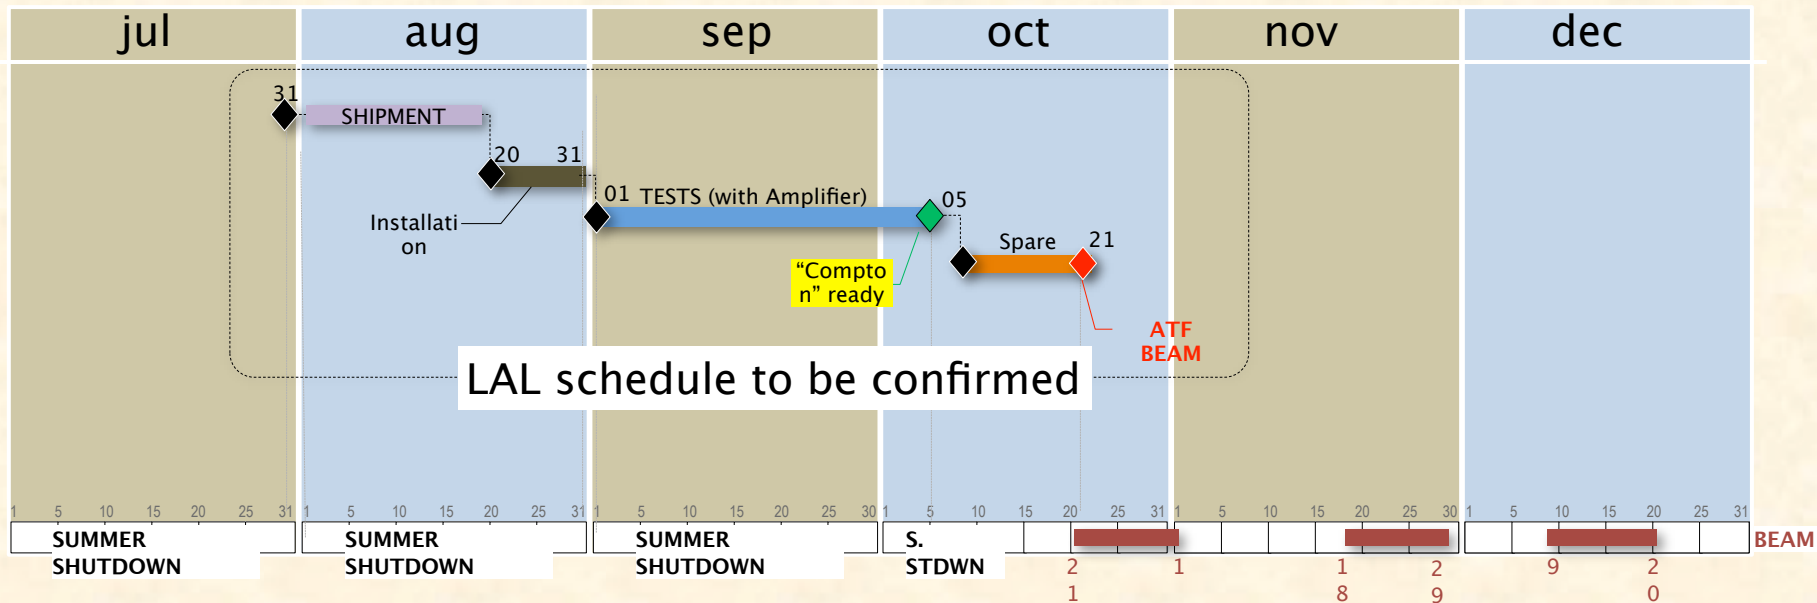 jul aug sep oct nov dec
31
SHIPMENT
20 31
01 TESTS (with Amplifier) 05
Installati
on
Spare 21
“Compto
n” ready
ATF
BEAM
LAL schedule to be confirmed
1 5 10 15 20 25 31 1 5 10 15 20 25 31 1 5 10 15 20 25 30 1 5 10 15 20 25 31 1 5 10 15 20 25 30 1 5 10 15 20 25 31
SUMMER SUMMER SUMMER S. BEAM
SHUTDOWN SHUTDOWN SHUTDOWN STDWN
2 1 1 2 9 2
1 8 9 0